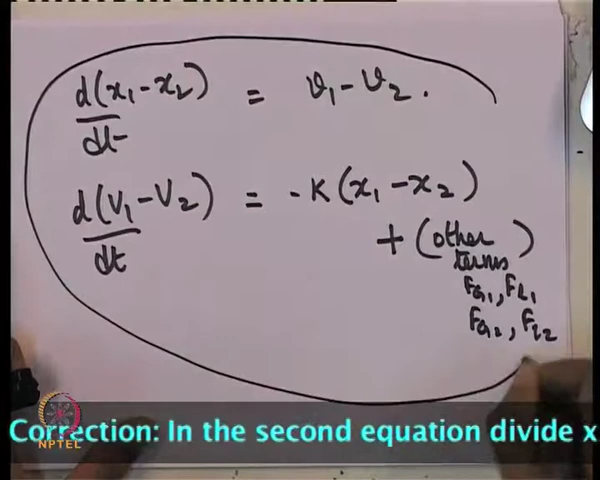 d(x₁-x₂)/dt = v₁-v₂.
d(v₁-v₂)/dt = -K(x₁-x₂)
+ (other terms)
Fa₁, FL₁
Fa₂, FL₂
Correction: In the second equation divide x
NPTEL